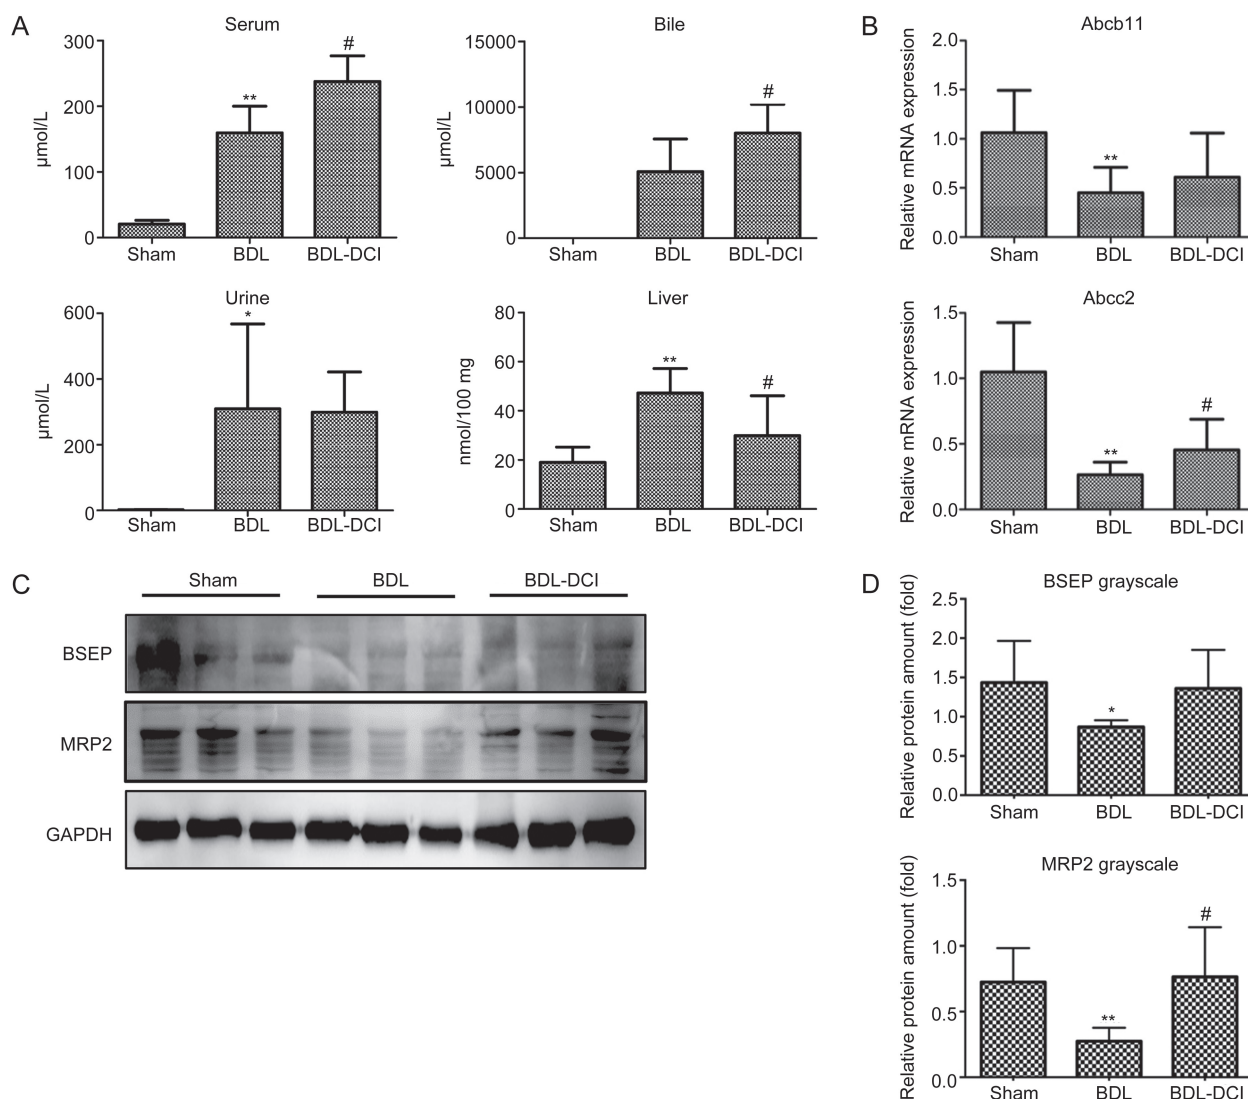 A
Serum
µmol/L
300
200
100
0
**
#
Sham BDL BDL-DCI
Bile
µmol/L
15000
10000
5000
0
#
Sham BDL BDL-DCI
Urine
µmol/L
600
400
200
0
*
Sham BDL BDL-DCI
Liver
nmol/100 mg
80
60
40
20
0
**
#
Sham BDL BDL-DCI
B
Abcb11
Relative mRNA expression
2.0
1.5
1.0
0.5
0.0
**
Sham BDL BDL-DCI
Abcc2
Relative mRNA expression
1.5
1.0
0.5
0.0
**
#
Sham BDL BDL-DCI
C
Sham BDL BDL-DCI
BSEP
MRP2
GAPDH
D
BSEP grayscale
Relative protein amount (fold)
2.5
2.0
1.5
1.0
0.5
0.0
*
Sham BDL BDL-DCI
MRP2 grayscale
Relative protein amount (fold)
1.5
1.0
0.5
0.0
**
#
Sham BDL BDL-DCI